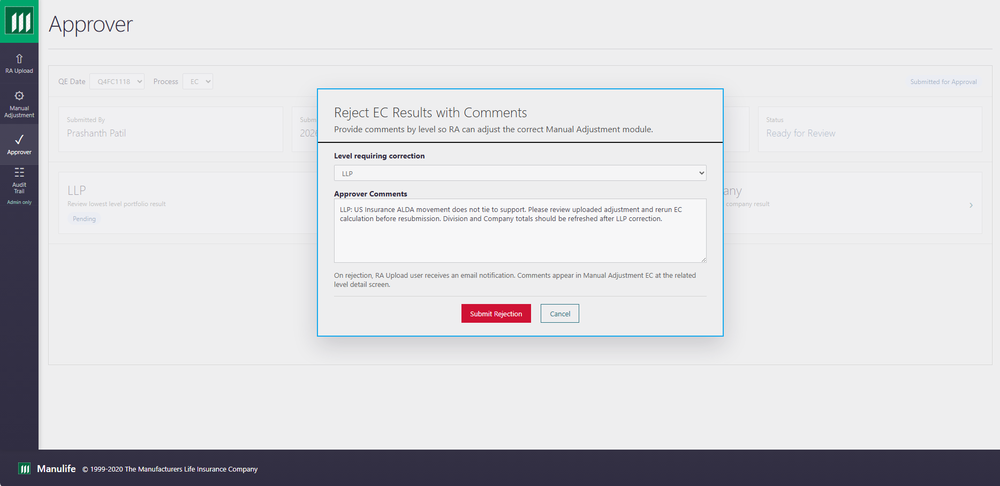 Approver
RA Upload
Manual
Adjustment
Approver
Audit
Trail
Admin only
QE Date Q4FC1118 Process EC
Submitted for Approval
Submitted By
Prashanth Patil
Status
Ready for Review
LLP
Review lowest level portfolio result
Pending
company result
Reject EC Results with Comments
Provide comments by level so RA can adjust the correct Manual Adjustment module.
Level requiring correction
LLP
Approver Comments
LLP: US Insurance ALDA movement does not tie to support. Please review uploaded adjustment and rerun EC
calculation before resubmission. Division and Company totals should be refreshed after LLP correction.
On rejection, RA Upload user receives an email notification. Comments appear in Manual Adjustment EC at the related
level detail screen.
Submit Rejection Cancel
Manulife © 1999-2020 The Manufacturers Life Insurance Company